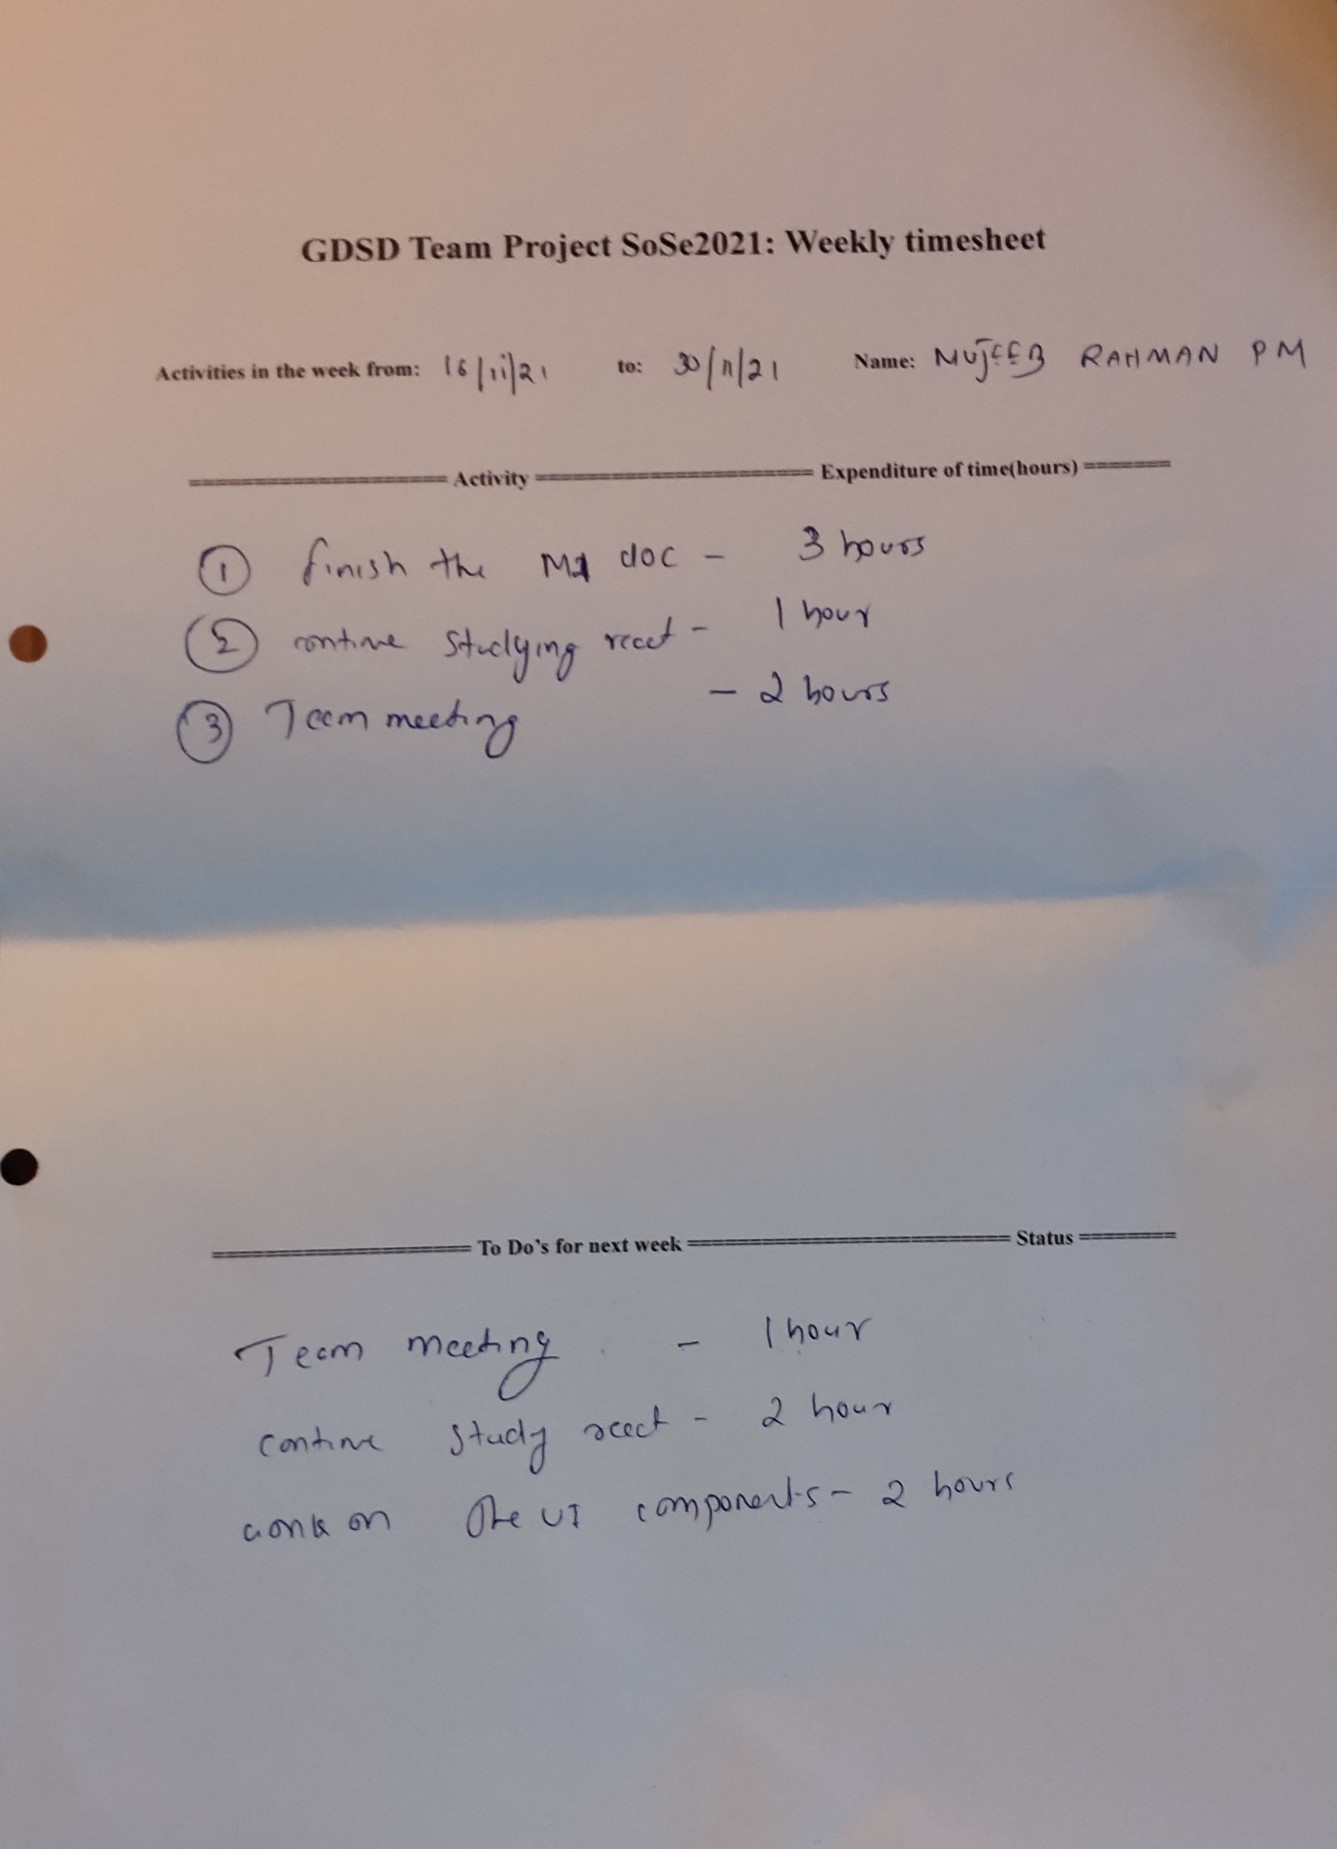 GDSD Team Project SoSe2021: Weekly timesheet
Activities in the week from: 16/11/21 to: 30/11/21 Name: MUJEEB RAHMAN PM
==================== Activity ====================== Expenditure of time(hours) =======
① finish the M1 doc - 3 hours
② continue studying react - 1 hour
③ Team meeting - 2 hours
==================== To Do's for next week ========================= Status ========
Team meeting - 1 hour
continue study react - 2 hour
work on the UI components - 2 hours